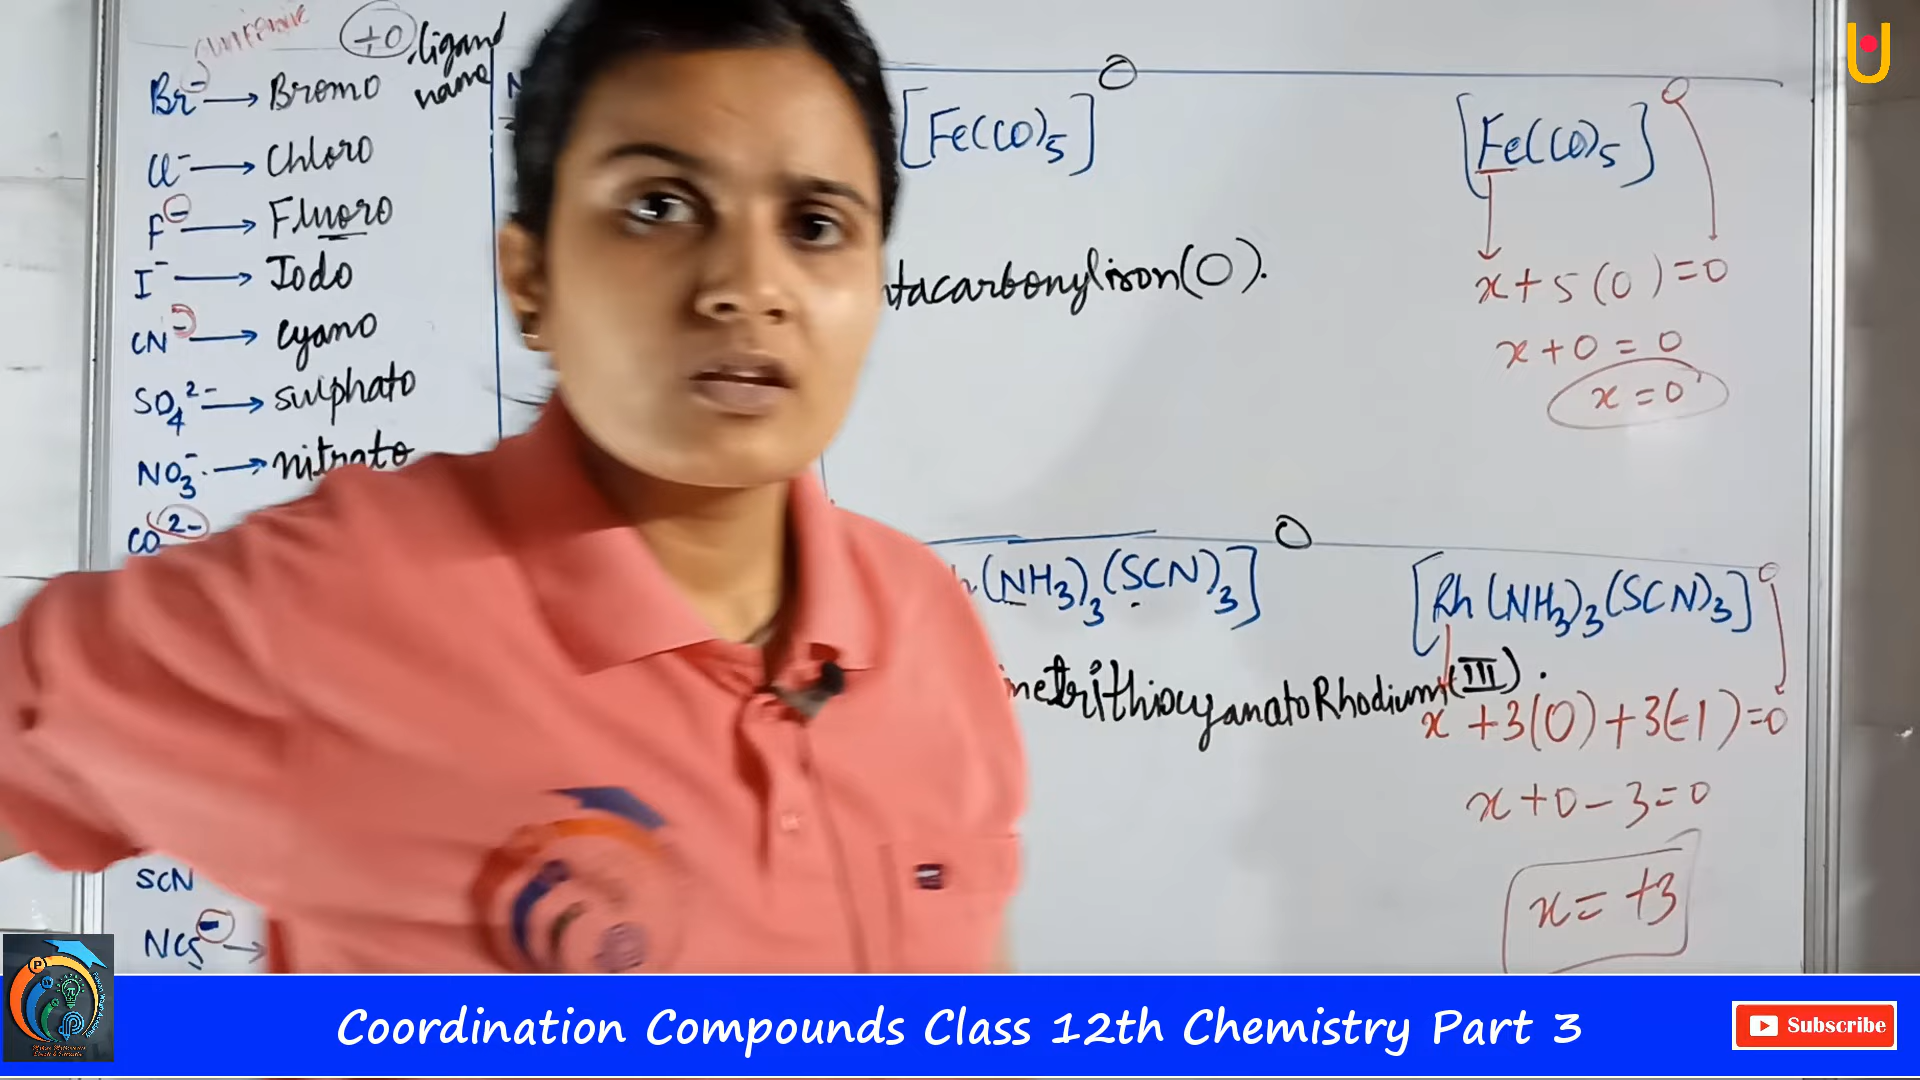 +O ligand name
Br⁻ → Bromo
Cl⁻ → Chloro
F⁻ → Fluoro
I⁻ → Iodo
CN⁻ → cyano
SO₄²⁻ → sulphato
NO₃⁻ → nitrato
SCN
NCS⁻ →
[Fe(CO)₅]⁰
ntacarbonyliron(0).
[Fe(CO)₅]⁰
x + 5(0) = 0
x + 0 = 0
x = 0
(NH₃)₃(SCN)₃]⁰
inetrithiocyanatoRhodium(III).
[Rh(NH₃)₃(SCN)₃]⁰
x + 3(0) + 3(-1) = 0
x + 0 - 3 = 0
x = +3
Coordination Compounds Class 12th Chemistry Part 3
Subscribe